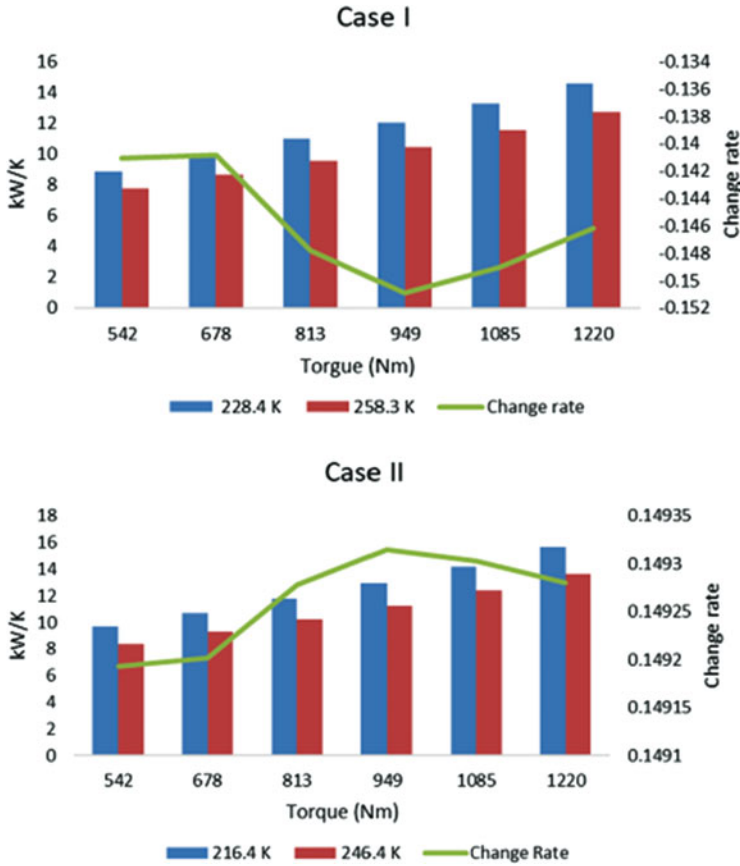 Case I
16
14
12
10
8
6
4
2
0
kW/K
-0.134
-0.136
-0.138
-0.14
-0.142
-0.144
-0.146
-0.148
-0.15
-0.152
Change rate
542 678 813 949 1085 1220
Torgue (Nm)
228.4 K 258.3 K Change rate
Case II
18
16
14
12
10
8
6
4
2
0
kW/K
0.14935
0.1493
0.14925
0.1492
0.14915
0.1491
Change rate
542 678 813 949 1085 1220
Torque (Nm)
216.4 K 246.4 K Change Rate